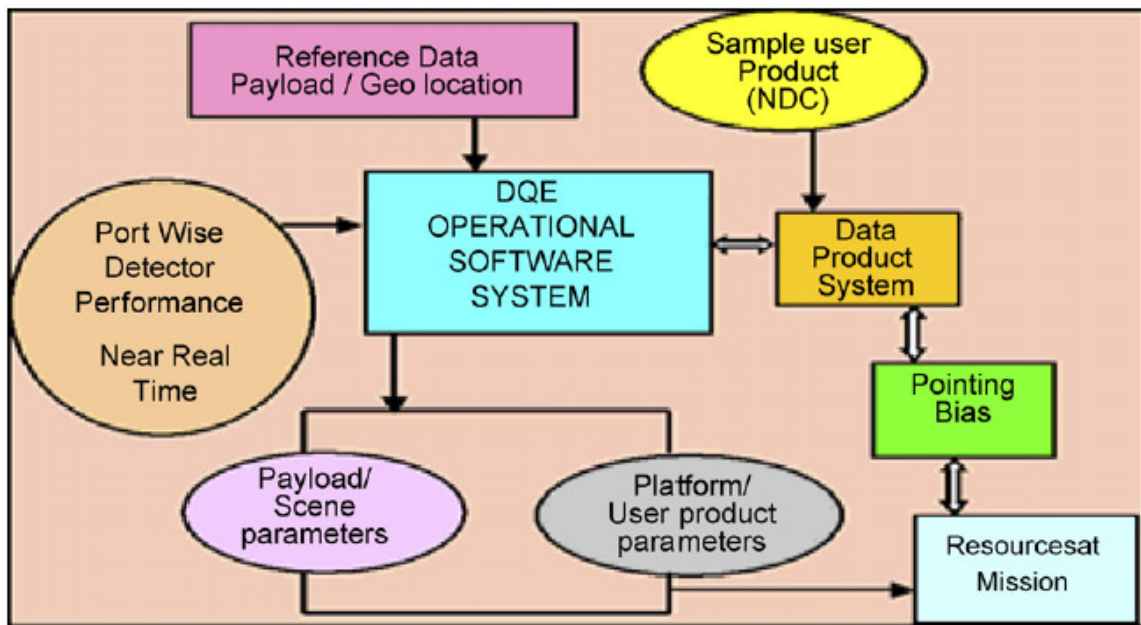 Reference Data
Payload / Geo location
Sample user
Product
(NDC)
DQE
OPERATIONAL
SOFTWARE
SYSTEM
Port Wise
Detector
Performance
Near Real
Time
Data
Product
System
Pointing
Bias
Payload/
Scene
parameters
Platform/
User product
parameters
Resourcesat
Mission